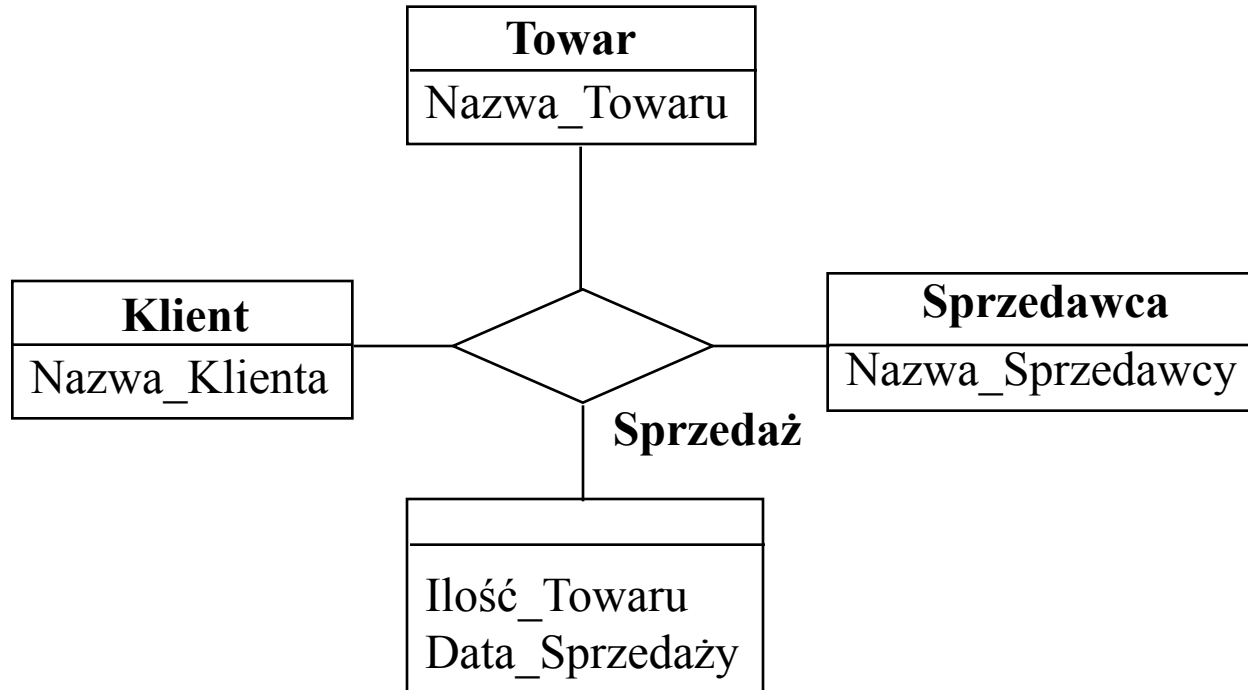 Towar
Nazwa_Towaru
Klient
Nazwa_Klienta
Sprzedawca
Nazwa_Sprzedawcy
Sprzedaż
Ilość_Towaru
Data_Sprzedaży